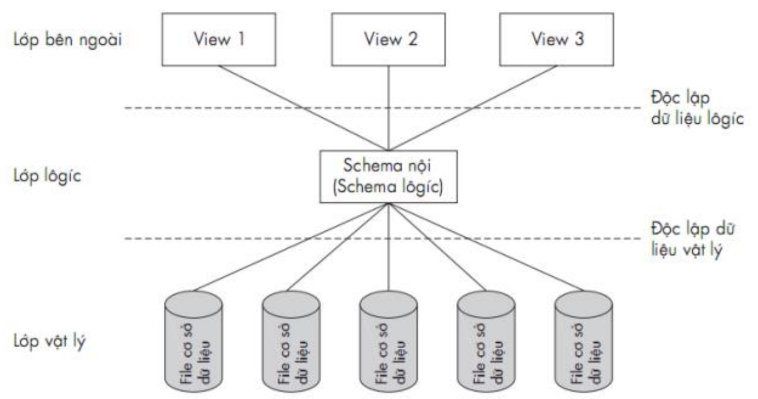 Lớp bên ngoài
View 1
View 2
View 3
Độc lập
dữ liệu lôgíc
Lớp lôgíc
Schema nội
(Schema lôgíc)
Độc lập dữ
liệu vật lý
Lớp vật lý
File cơ sở
dữ liệu
File cơ sở
dữ liệu
File cơ sở
dữ liệu
File cơ sở
dữ liệu
File cơ sở
dữ liệu